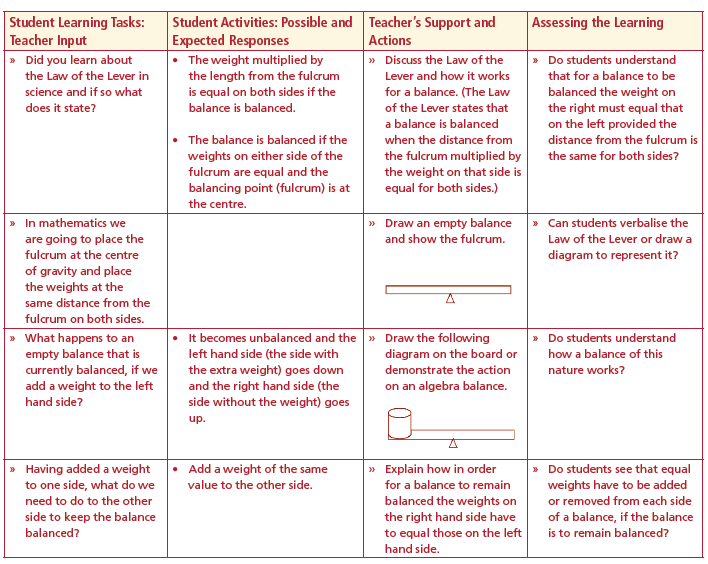 Student Learning Tasks:
Teacher Input
Student Activities: Possible and
Expected Responses
Teacher's Support and
Actions
Assessing the Learning
» Did you learn about
the Law of the Lever in
science and if so what
does it state?
• The weight multiplied by
the length from the fulcrum
is equal on both sides if the
balance is balanced.
• The balance is balanced if the
weights on either side of the
fulcrum are equal and the
balancing point (fulcrum) is at
the centre.
» Discuss the Law of the
Lever and how it works
for a balance. (The Law
of the Lever states that
a balance is balanced
when the distance from
the fulcrum multiplied by
the weight on that side is
equal for both sides.)
» Do students understand
that for a balance to be
balanced the weight on
the right must equal that
on the left provided the
distance from the fulcrum is
the same for both sides?
» In mathematics we
are going to place the
fulcrum at the centre
of gravity and place
the weights at the
same distance from the
fulcrum on both sides.
» Draw an empty balance
and show the fulcrum.
» Can students verbalise the
Law of the Lever or draw a
diagram to represent it?
» What happens to an
empty balance that is
currently balanced, if we
add a weight to the left
hand side?
• It becomes unbalanced and the
left hand side (the side with
the extra weight) goes down
and the right hand side (the
side without the weight) goes
up.
» Draw the following
diagram on the board or
demonstrate the action
on an algebra balance.
» Do students understand
how a balance of this
nature works?
» Having added a weight
to one side, what do we
need to do to the other
side to keep the balance
balanced?
• Add a weight of the same
value to the other side.
» Explain how in order
for a balance to remain
balanced the weights on
the right hand side have
to equal those on the left
hand side.
» Do students see that equal
weights have to be added
or removed from each side
of a balance, if the balance
is to remain balanced?